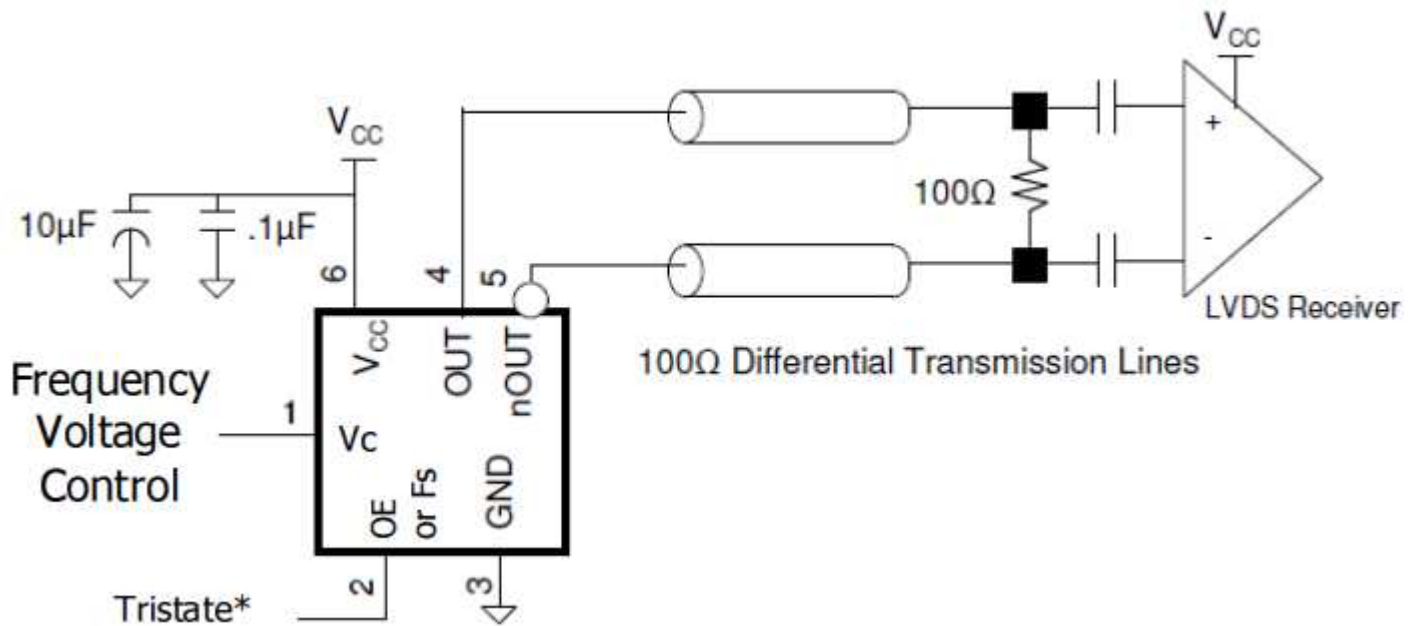 V_CC
V_CC
10µF
.1µF
100Ω
+
-
LVDS Receiver
100Ω Differential Transmission Lines
6
4
5
V_CC
OUT
nOUT
Frequency
Voltage
Control
1
Vc
OE
or Fs
GND
2
3
Tristate*